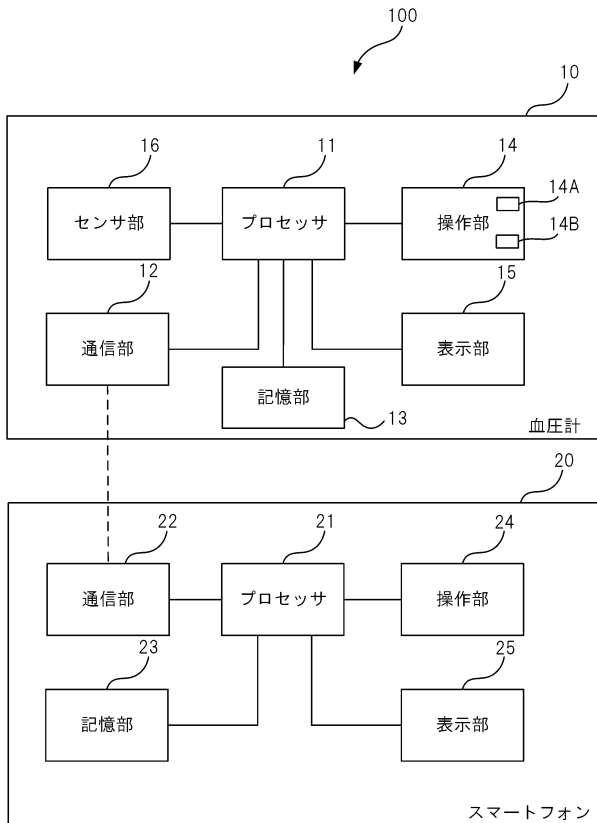 100
10
16
11
14
センサ部
プロセッサ
操作部
14A
14B
12
15
通信部
表示部
記憶部
13
血圧計
20
22
21
24
通信部
プロセッサ
操作部
23
25
記憶部
表示部
スマートフォン